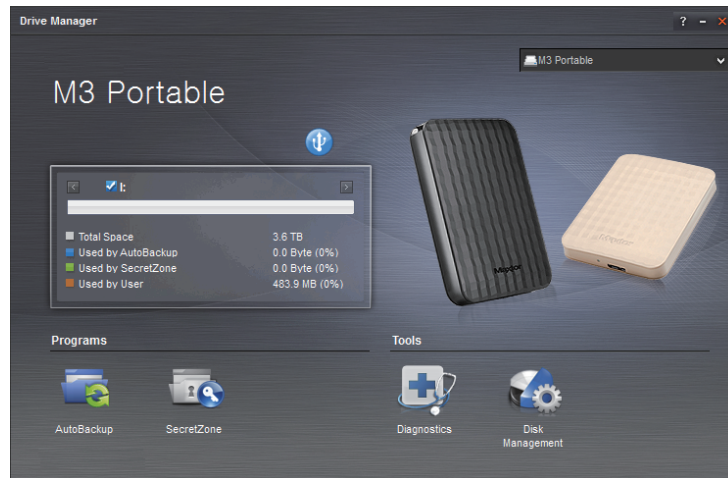 Drive Manager
? – ×
M3 Portable
M3 Portable
I:
Total Space 3.6 TB
Used by AutoBackup 0.0 Byte (0%)
Used by SecretZone 0.0 Byte (0%)
Used by User 483.9 MB (0%)
Maxtor
Maxtor
Programs
Tools
AutoBackup
SecretZone
Diagnostics
Disk
Management